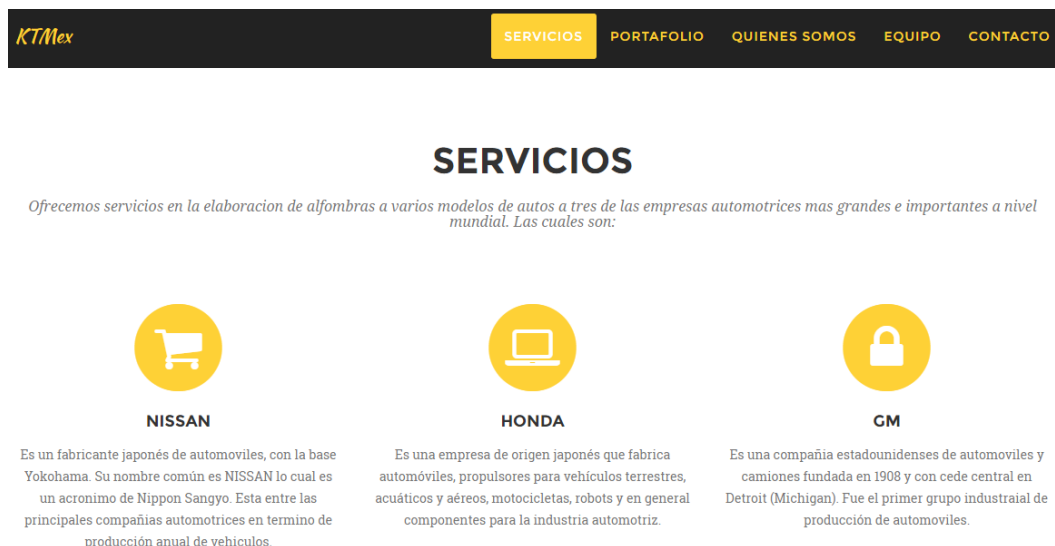 KTMex
SERVICIOS PORTAFOLIO QUIENES SOMOS EQUIPO CONTACTO
SERVICIOS
Ofrecemos servicios en la elaboracion de alfombras a varios modelos de autos a tres de las empresas automotrices mas grandes e importantes a nivel
mundial. Las cuales son:
NISSAN
Es un fabricante japonés de automoviles, con la base
Yokohama. Su nombre común es NISSAN lo cual es
un acronimo de Nippon Sangyo. Esta entre las
principales compañias automotrices en termino de
producción anual de vehiculos.
HONDA
Es una empresa de origen japonés que fabrica
automóviles, propulsores para vehículos terrestres,
acuáticos y aéreos, motocicletas, robots y en general
componentes para la industria automotriz.
GM
Es una compañia estadounidenses de automoviles y
camiones fundada en 1908 y con cede central en
Detroit (Michigan). Fue el primer grupo industraial de
producción de automoviles.